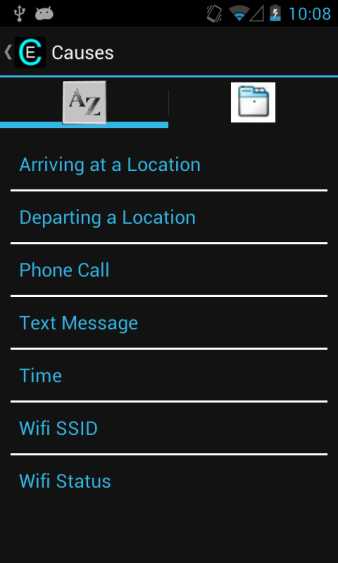 10:08
E Causes
AZ
Arriving at a Location
Departing a Location
Phone Call
Text Message
Time
Wifi SSID
Wifi Status